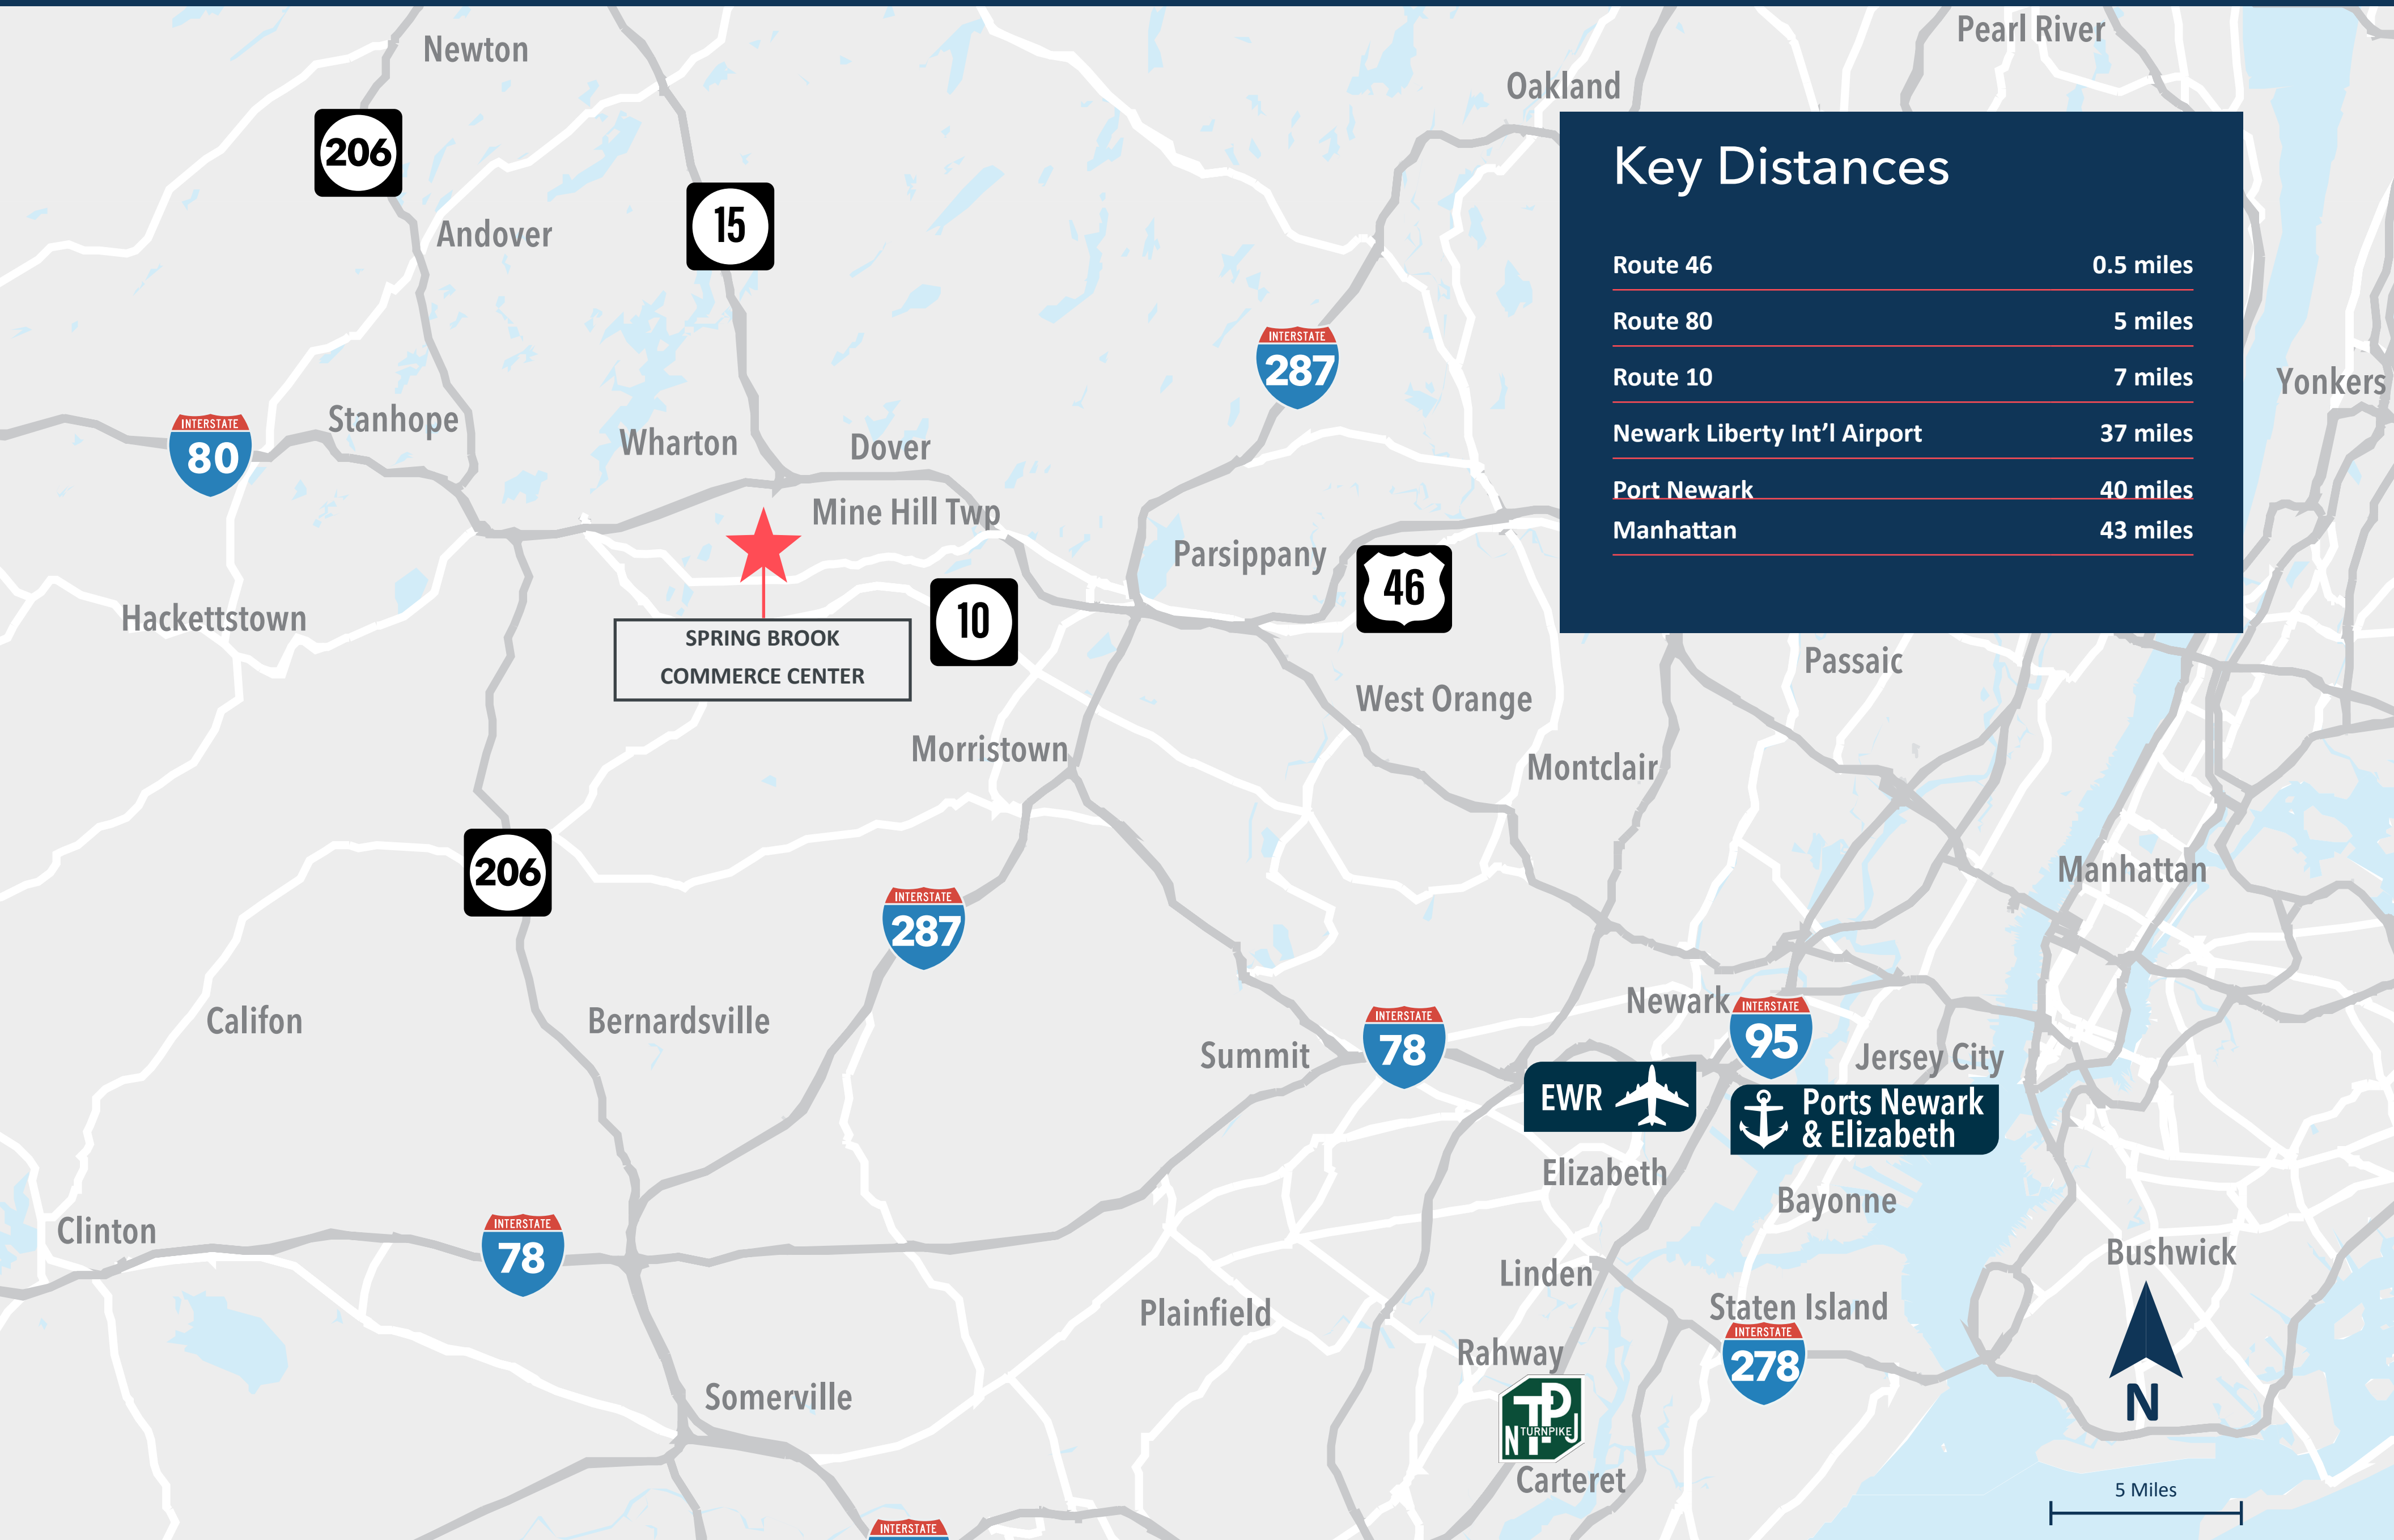 Newton
Pearl River
Oakland
206
Key Distances
15
Andover
Route 46 0.5 miles
Route 80 5 miles
INTERSTATE
287
Route 10 7 miles
Yonkers
INTERSTATE
80
Stanhope
Wharton
Dover
Newark Liberty Int’l Airport 37 miles
Port Newark 40 miles
Mine Hill Twp
Manhattan 43 miles
Parsippany
46
Hackettstown
10
SPRING BROOK
COMMERCE CENTER
Passaic
West Orange
Morristown
Montclair
206
Manhattan
INTERSTATE
287
Califon
Bernardsville
Newark
INTERSTATE
95
Summit
INTERSTATE
78
Jersey City
EWR
Ports Newark
& Elizabeth
Elizabeth
Bayonne
Clinton
INTERSTATE
78
Bushwick
Linden
Plainfield
Staten Island
INTERSTATE
278
Rahway
Somerville
N
TP
N TURNPIKE J
Carteret
5 Miles
INTERSTATE